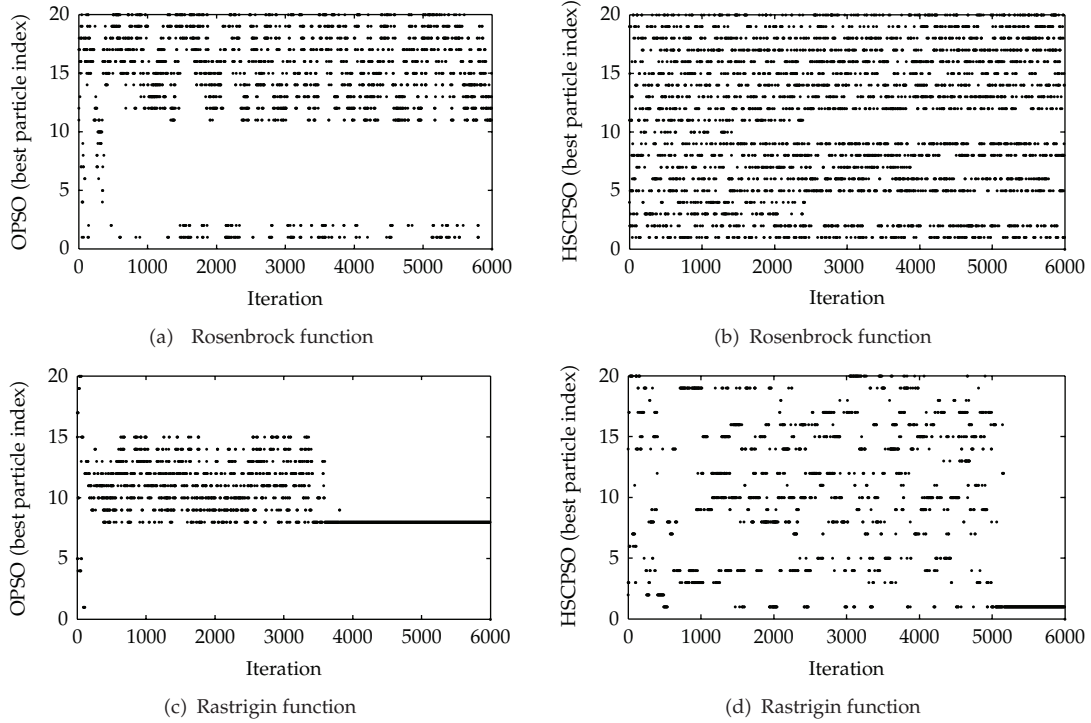 OPSO (best particle index)
20
15
10
5
0
0 1000 2000 3000 4000 5000 6000
Iteration
(a) Rosenbrock function
HSCPSO (best particle index)
20
15
10
5
0
0 1000 2000 3000 4000 5000 6000
Iteration
(b) Rosenbrock function
OPSO (best particle index)
20
15
10
5
0
0 1000 2000 3000 4000 5000 6000
Iteration
(c) Rastrigin function
HSCPSO (best particle index)
20
15
10
5
0
0 1000 2000 3000 4000 5000 6000
Iteration
(d) Rastrigin function